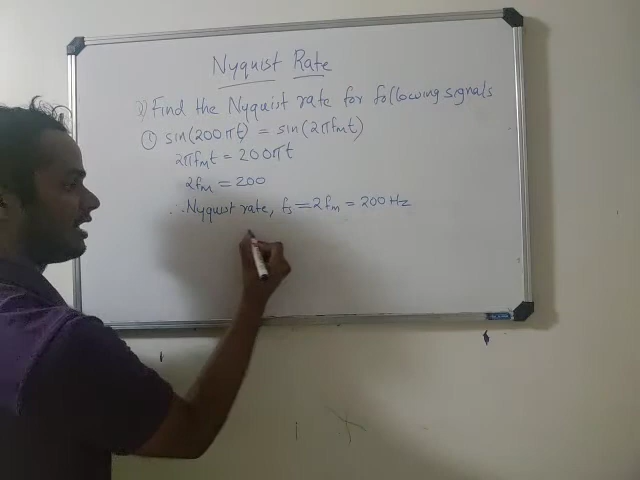 Nyquist Rate
1) Find the Nyquist rate for following signals
① sin(200πt) = sin(2πfₘt)
2πfₘt = 200πt
2fₘ = 200
∴ Nyquist rate, fₛ = 2fₘ = 200 Hz